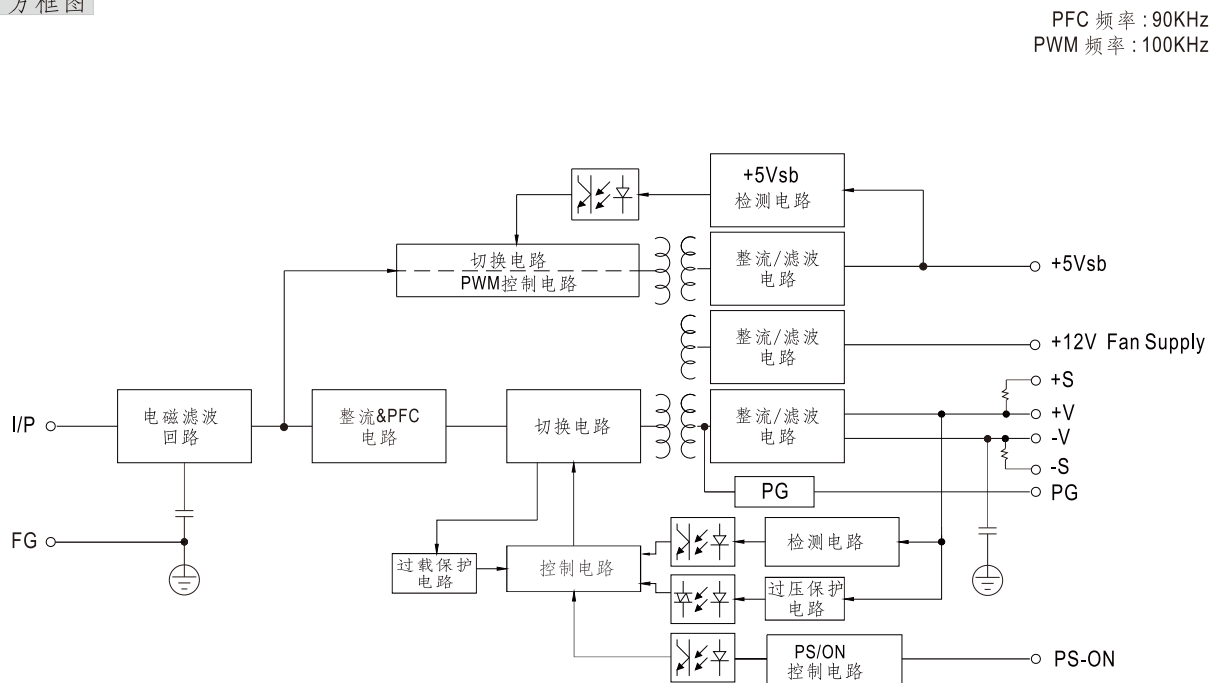 方框图
PFC 频率 : 90KHz
PWM 频率 : 100KHz
+5Vsb
检测电路
切换电路
PWM控制电路
整流/滤波
电路
+5Vsb
整流/滤波
电路
+12V Fan Supply
+S
I/P
电磁滤波
回路
整流&PFC
电路
切换电路
整流/滤波
电路
+V
-V
-S
PG
PG
FG
过载保护
电路
控制电路
检测电路
过压保护
电路
PS/ON
控制电路
PS-ON